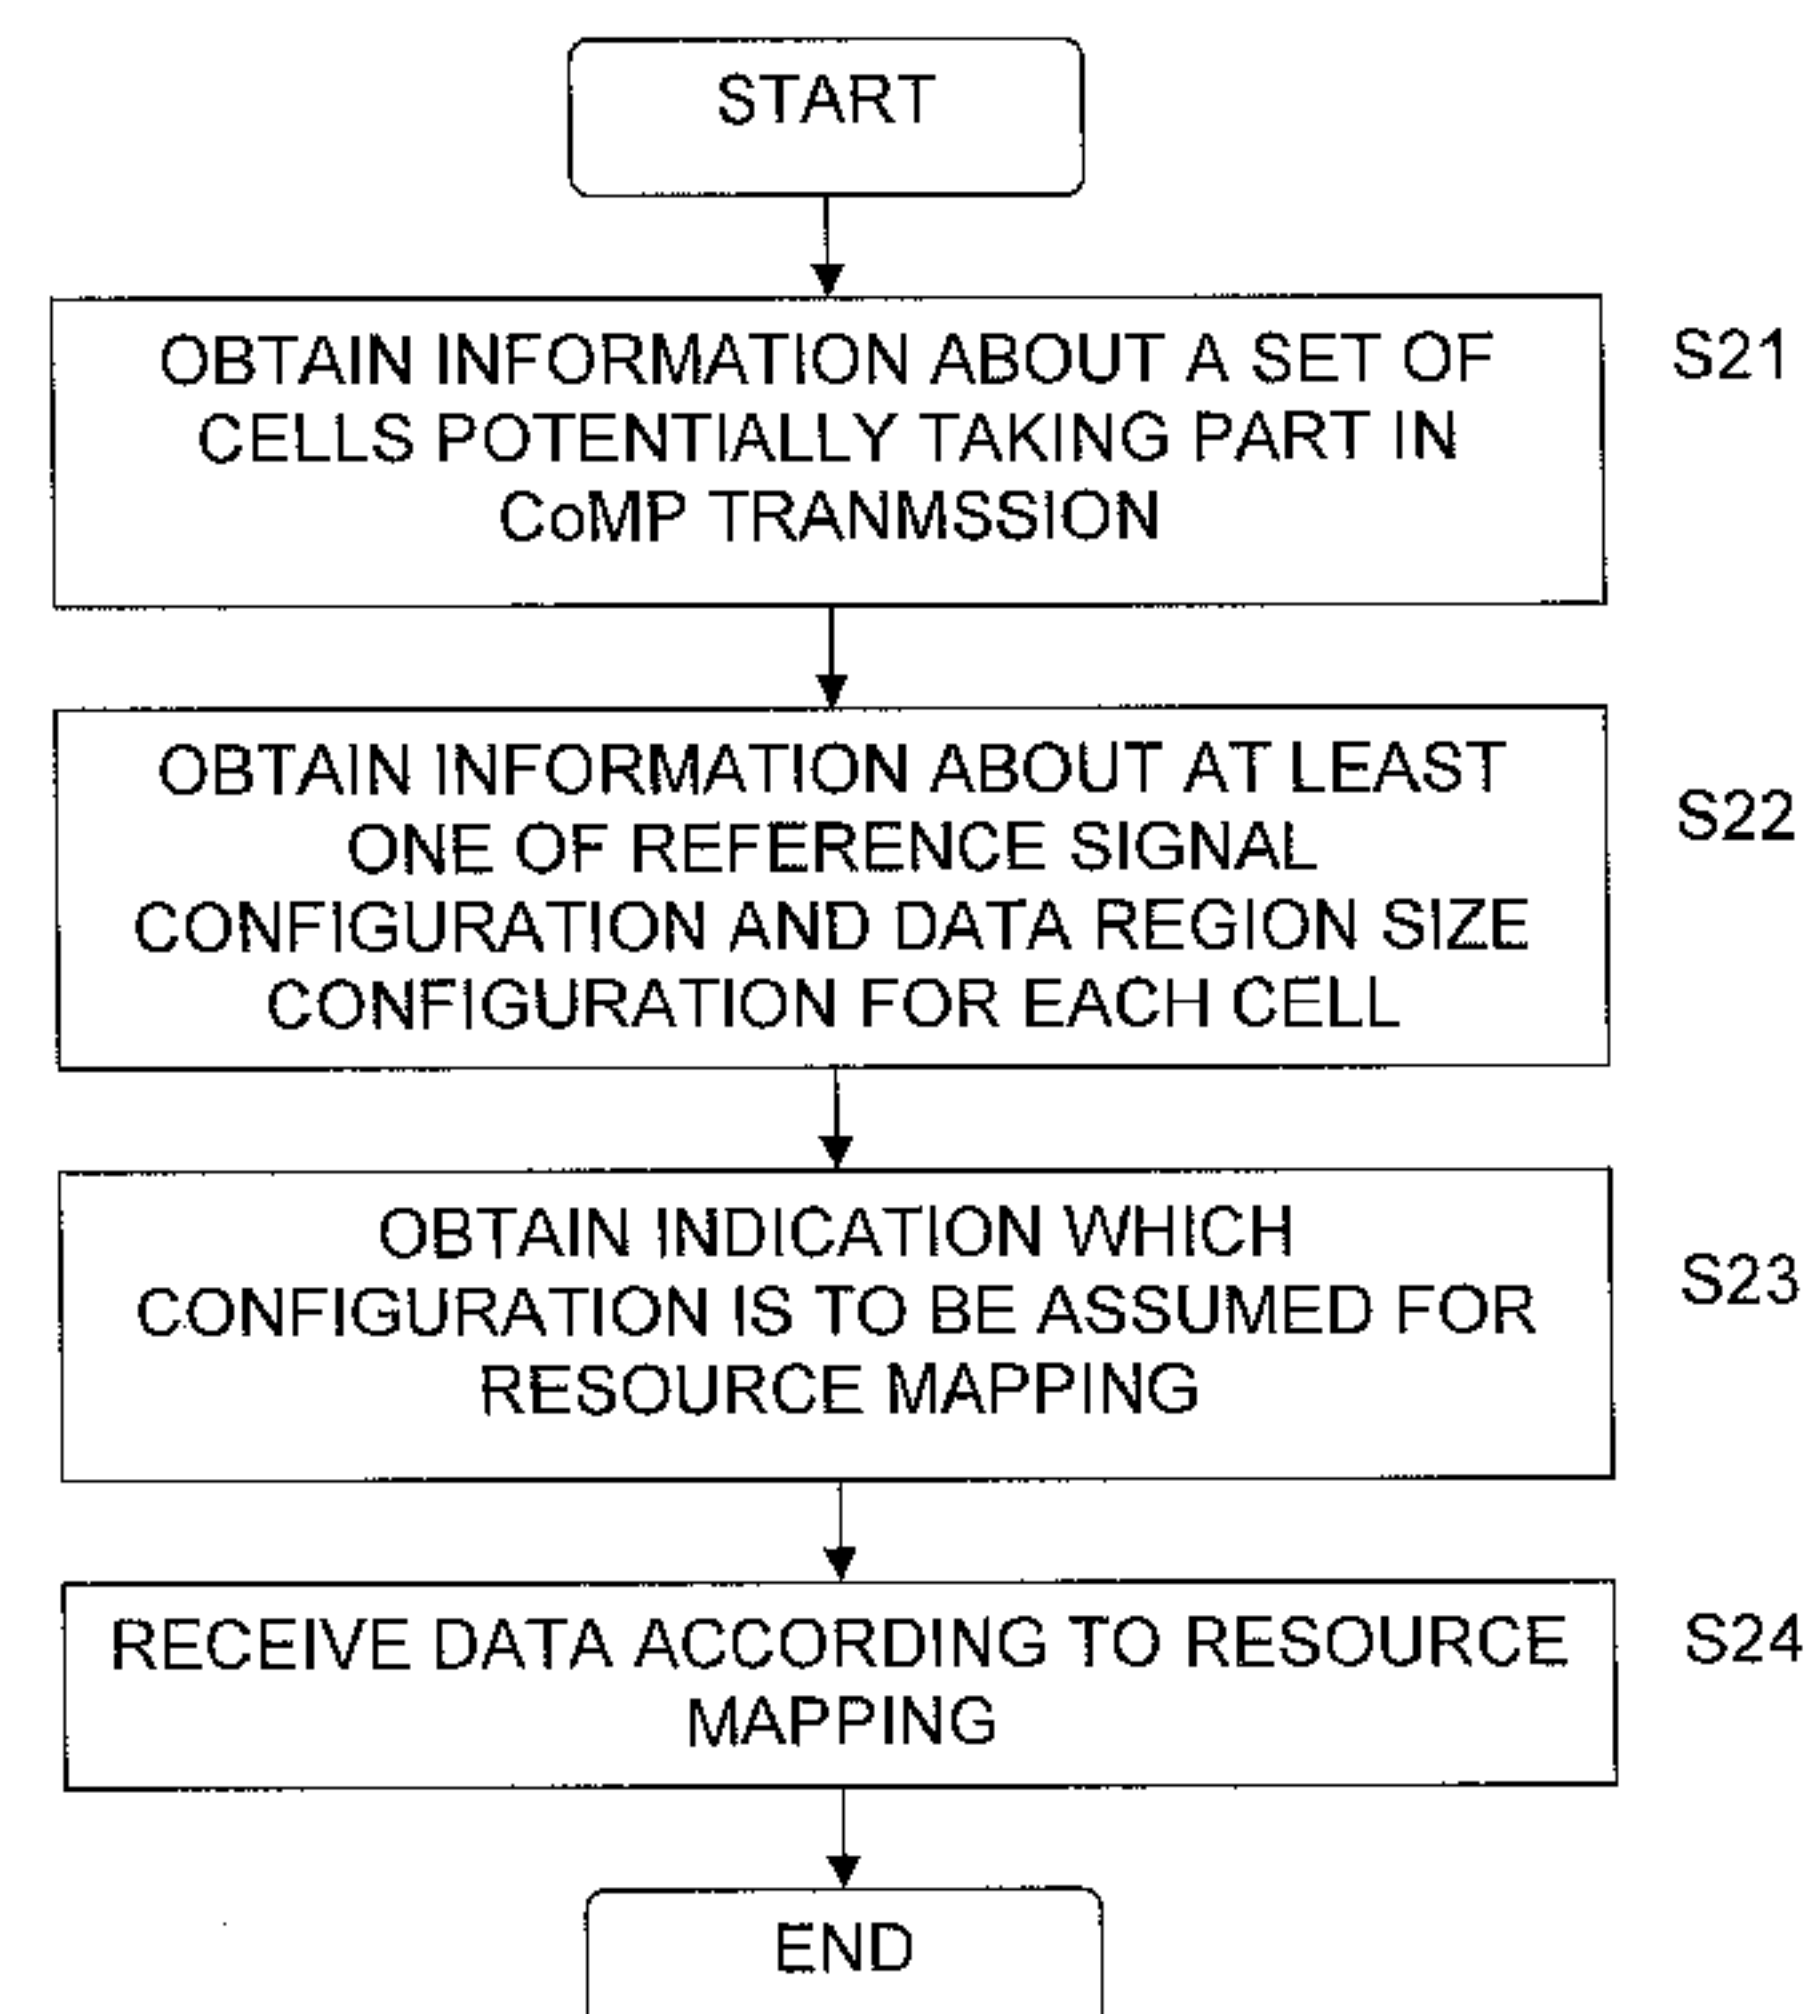 START
OBTAIN INFORMATION ABOUT A SET OF
CELLS POTENTIALLY TAKING PART IN
CoMP TRANMSSION
S21
OBTAIN INFORMATION ABOUT AT LEAST
ONE OF REFERENCE SIGNAL
CONFIGURATION AND DATA REGION SIZE
CONFIGURATION FOR EACH CELL
S22
OBTAIN INDICATION WHICH
CONFIGURATION IS TO BE ASSUMED FOR
RESOURCE MAPPING
S23
RECEIVE DATA ACCORDING TO RESOURCE
MAPPING
S24
END